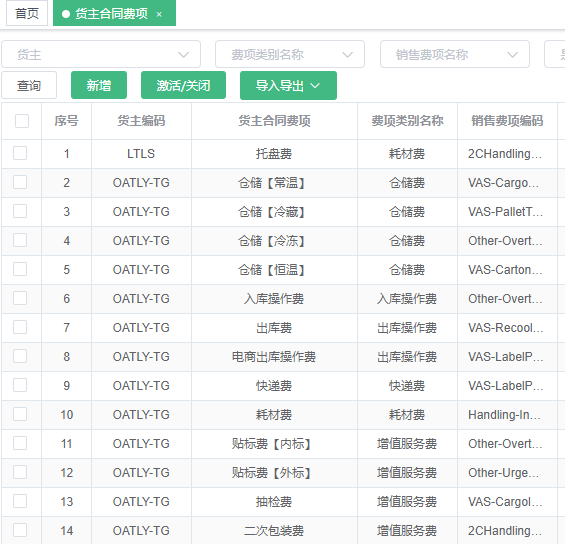 首页 货主合同费项 ×
货主 费项类别名称 销售费项名称
查询 新增 激活/关闭 导入导出
序号 货主编码 货主合同费项 费项类别名称 销售费项编码
1 LTLS 托盘费 耗材费 2CHandling...
2 OATLY-TG 仓储【常温】 仓储费 VAS-Cargo...
3 OATLY-TG 仓储【冷藏】 仓储费 VAS-PalletT...
4 OATLY-TG 仓储【冷冻】 仓储费 Other-Overt...
5 OATLY-TG 仓储【恒温】 仓储费 VAS-Carton...
6 OATLY-TG 入库操作费 入库操作费 Other-Overt...
7 OATLY-TG 出库费 出库操作费 VAS-Recool...
8 OATLY-TG 电商出库操作费 出库操作费 VAS-LabelP...
9 OATLY-TG 快递费 快递费 VAS-LabelP...
10 OATLY-TG 耗材费 耗材费 Handling-In...
11 OATLY-TG 贴标费【内标】 增值服务费 Other-Overt...
12 OATLY-TG 贴标费【外标】 增值服务费 Other-Urge...
13 OATLY-TG 抽检费 增值服务费 VAS-Cargol...
14 OATLY-TG 二次包装费 增值服务费 2CHandling...